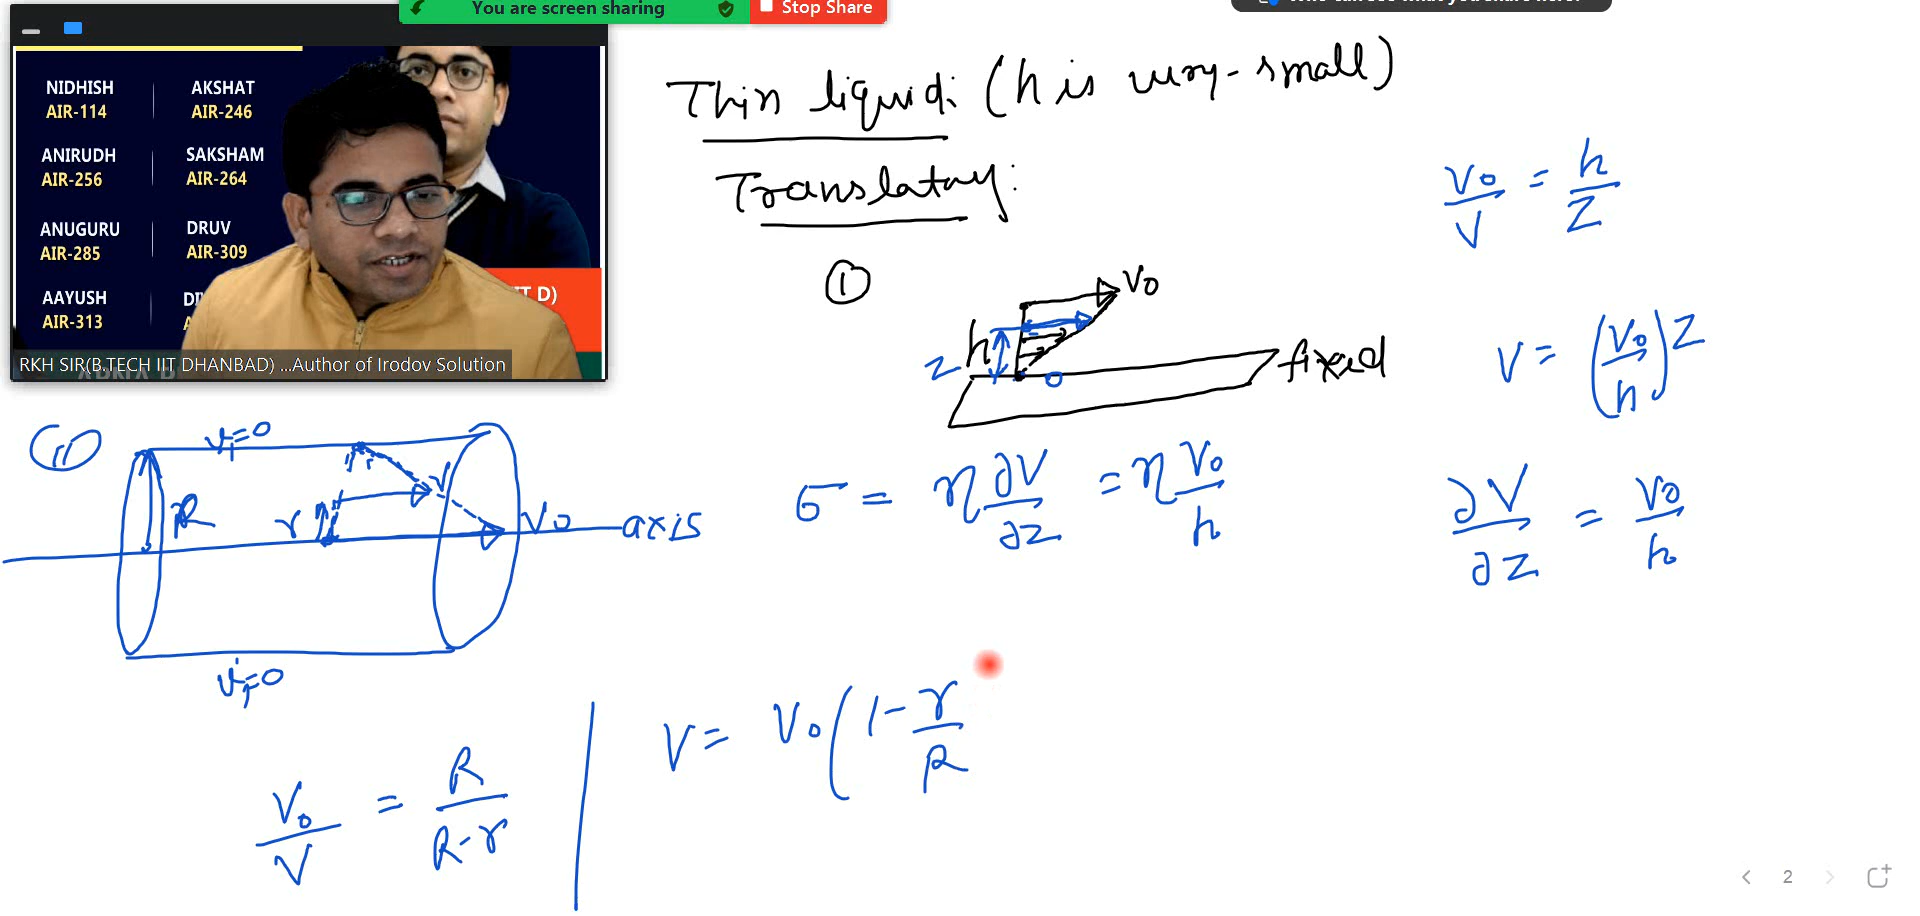 You are screen sharing
Stop Share
NIDHISH
AIR-114
AKSHAT
AIR-246
ANIRUDH
AIR-256
SAKSHAM
AIR-264
ANUGURU
AIR-285
DRUV
AIR-309
AAYUSH
AIR-313
T D)
RKH SIR(B.TECH IIT DHANBAD) ...Author of Irodov Solution
Thin liquid: (h is very-small)
Translatory:
①
V0
h
z
0
fixed
σ = η ∂V/∂z = η V0/h
V0/V = h/Z
V = (V0/h) Z
∂V/∂z = V0/h
(ii)
V1=0
R
r
V
V0
axis
V1=0
V0/V = R/R-r
V = V0(1-r/R
2